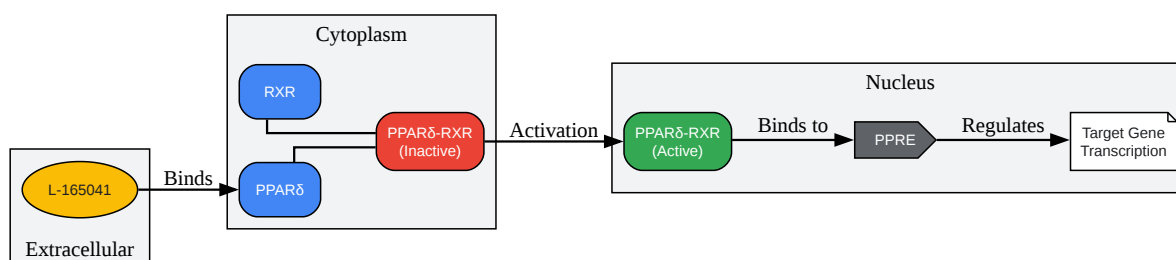 Cytoplasm
RXR
PPARδ-RXR
(Inactive)
PPARδ
Activation
Nucleus
PPARδ-RXR
(Active)
Binds to
PPRE
Regulates
Target Gene
Transcription
L-165041
Binds
Extracellular